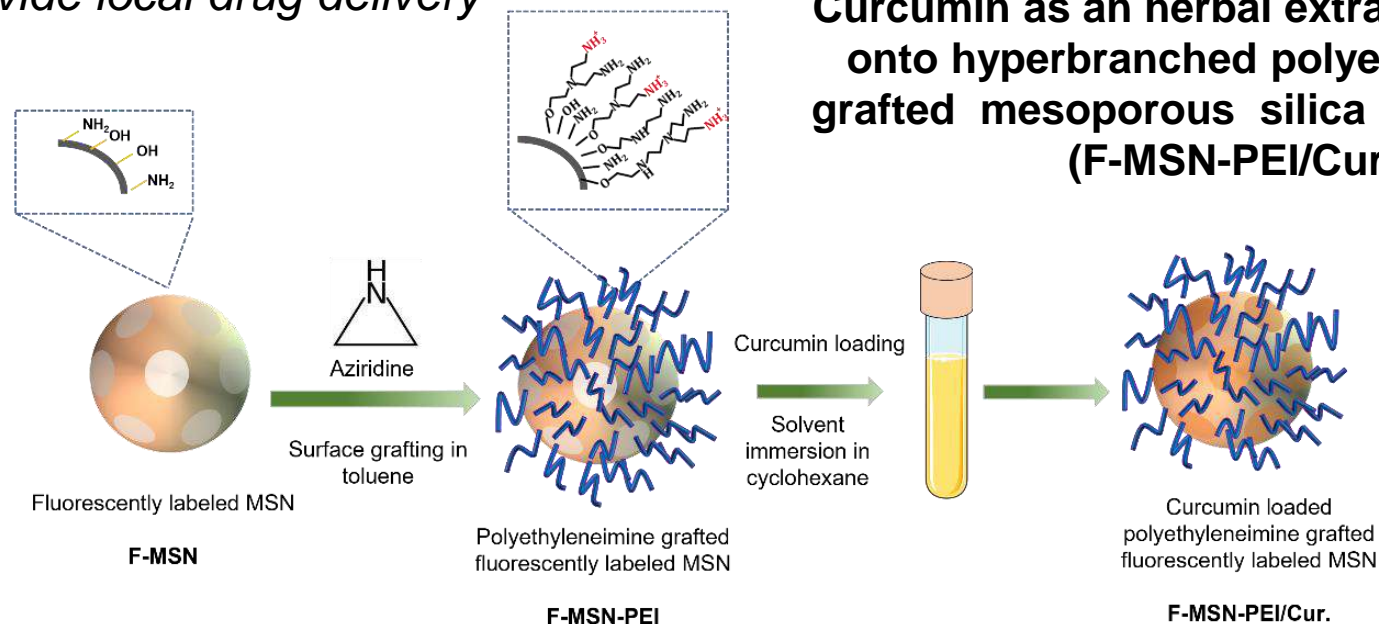 vide local drug delivery
Curcumin as an herbal extra
onto hyperbranched polye
grafted mesoporous silica
(F-MSN-PEI/Cur
NH2
OH
OH
NH2
NH3+
NH2
NH2
NH3+
NH2
NH2
NH3+
N
N
NH
N
N
N
H
O
OH
NH2
O
O
NH2
O
H
N
Aziridine
Surface grafting in
toluene
Curcumin loading
Solvent
immersion in
cyclohexane
Fluorescently labeled MSN
F-MSN
Polyethyleneimine grafted
fluorescently labeled MSN
F-MSN-PEI
Curcumin loaded
polyethyleneimine grafted
fluorescently labeled MSN
F-MSN-PEI/Cur.